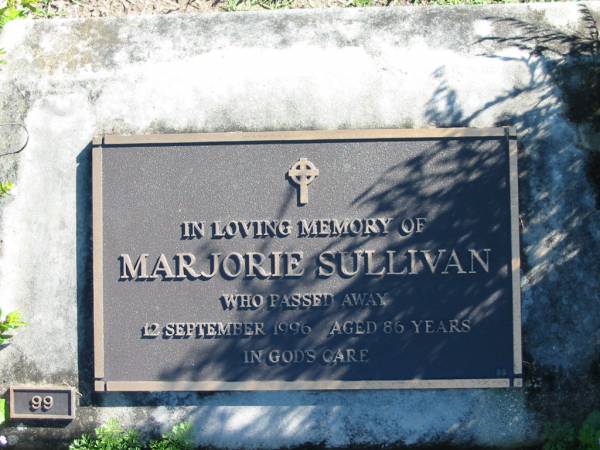 IN LOVING MEMORY OF
MARJORIE SULLIVAN
WHO PASSED AWAY
12 SEPTEMBER 1996 AGED 86 YEARS
IN GOD'S CARE
99